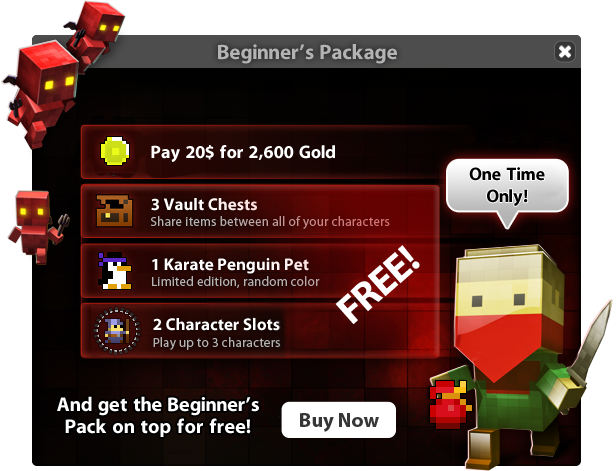 Beginner's Package
Pay 20$ for 2,600 Gold
One Time
Only!
3 Vault Chests
Share items between all of your characters
1 Karate Penguin Pet
Limited edition, random color
FREE!
2 Character Slots
Play up to 3 characters
And get the Beginner's
Pack on top for free!
Buy Now